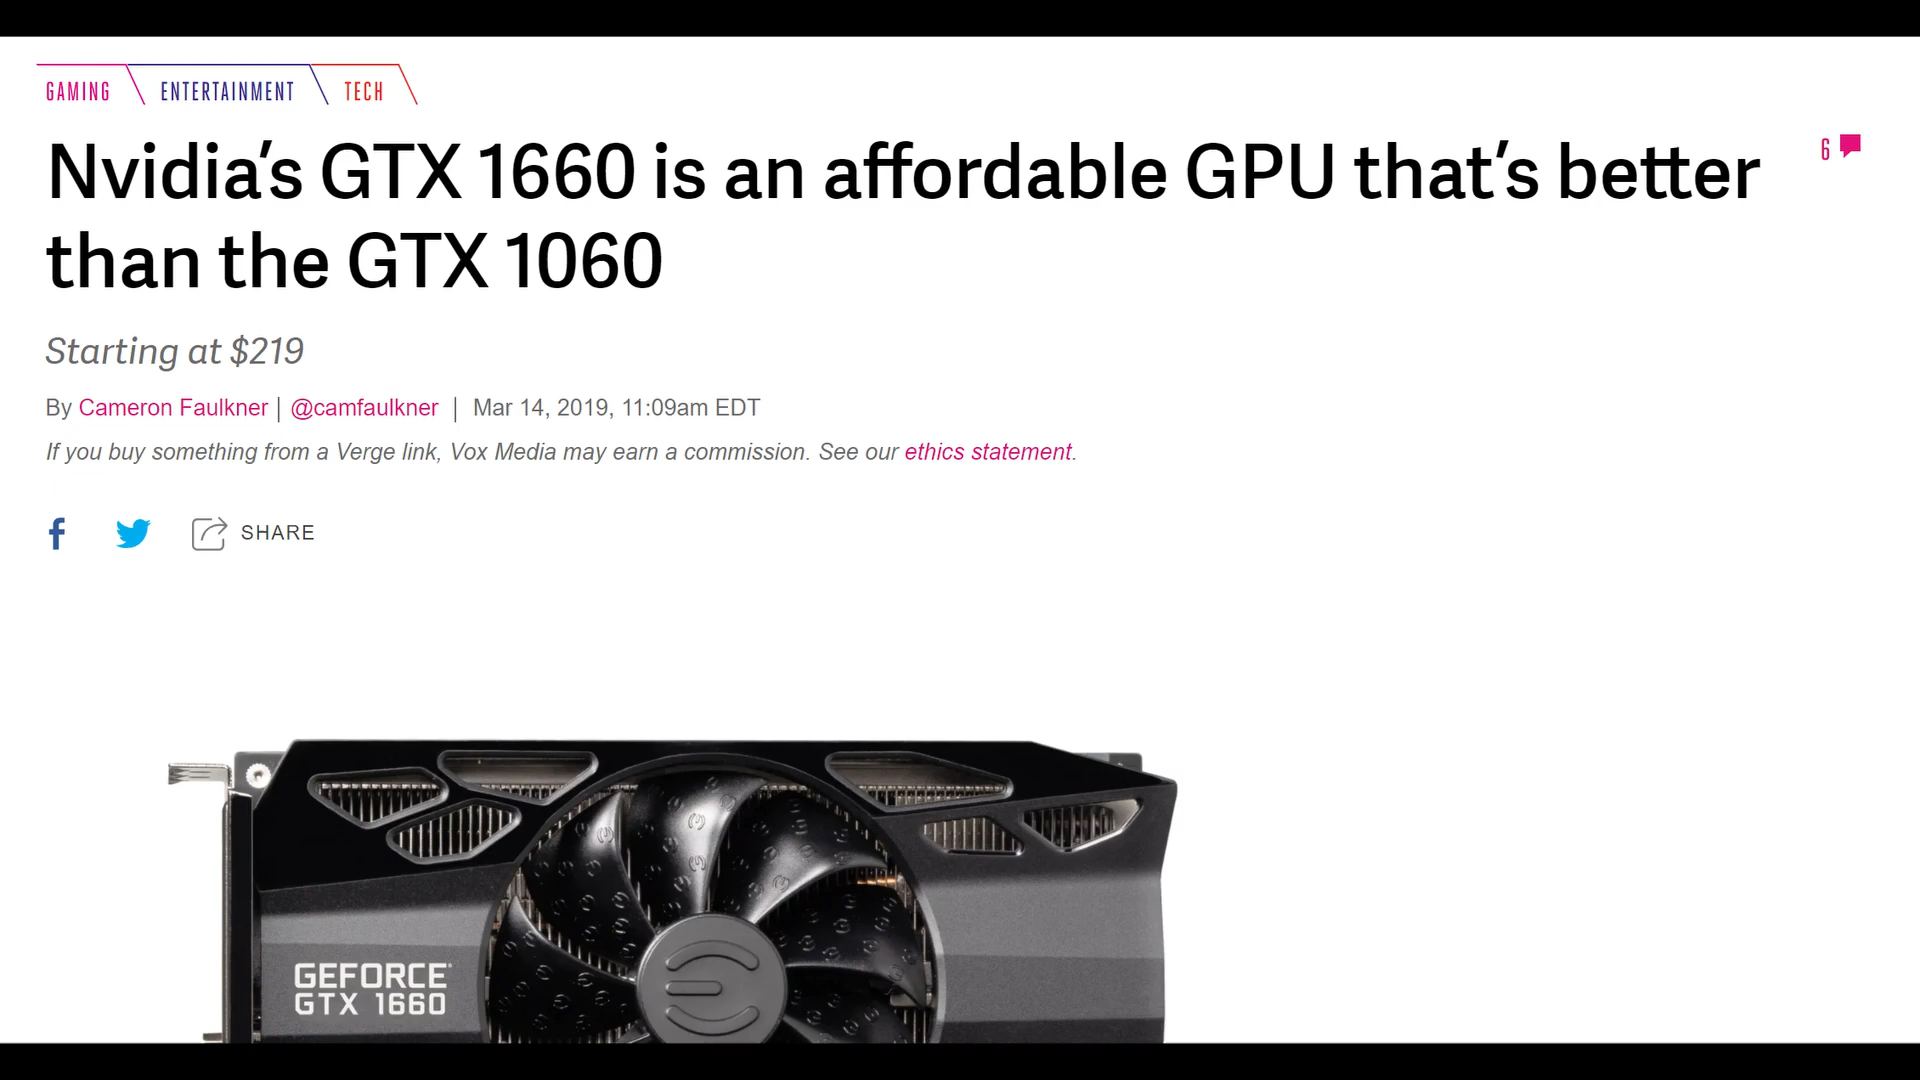 GAMING ENTERTAINMENT TECH
Nvidia’s GTX 1660 is an affordable GPU that’s better
than the GTX 1060
6
Starting at $219
By Cameron Faulkner | @camfaulkner | Mar 14, 2019, 11:09am EDT
If you buy something from a Verge link, Vox Media may earn a commission. See our ethics statement.
SHARE
GEFORCE
GTX 1660